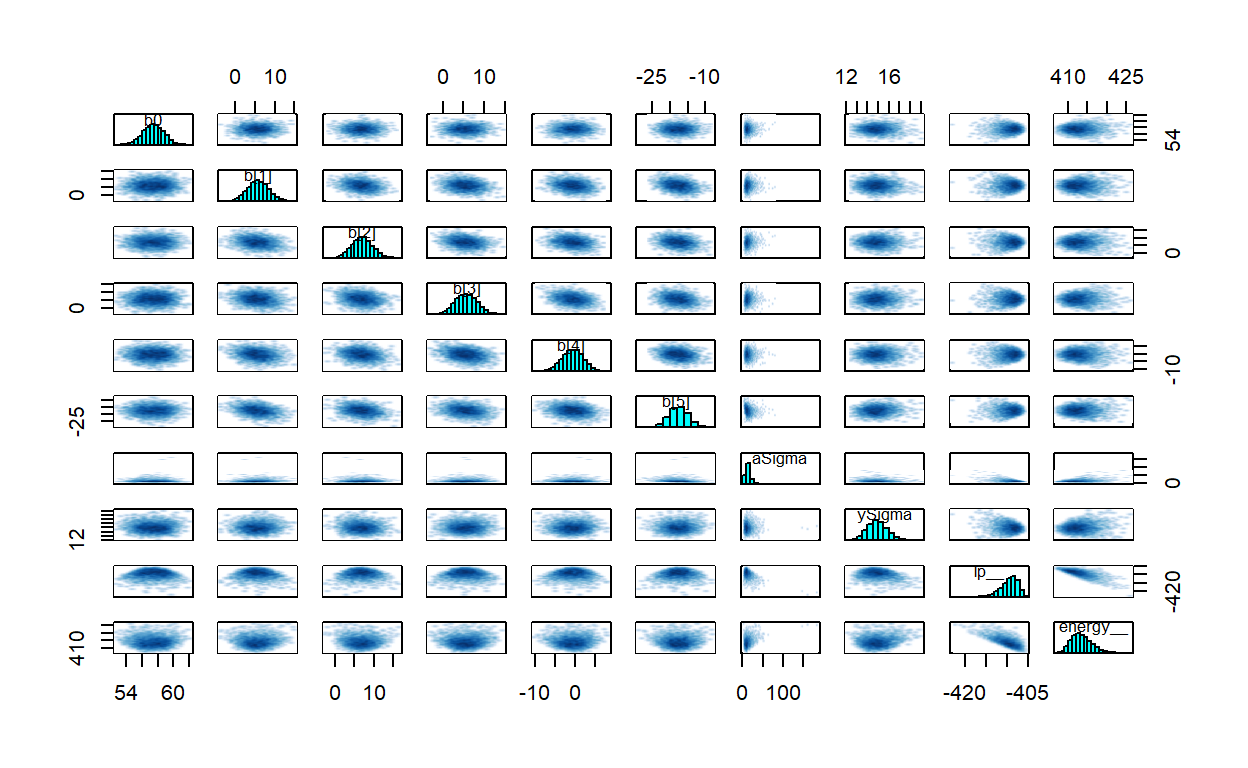 0 10 0 10 -25 -10 12 16 410 425
b0 54
0 b[1]
b[2] 0
0 b[3]
b[4] -10
-25 b[5]
aSigma 0
12 ySigma
lp__ -420
410 energy__
54 60 0 10 -10 0 0 100 -420 -405